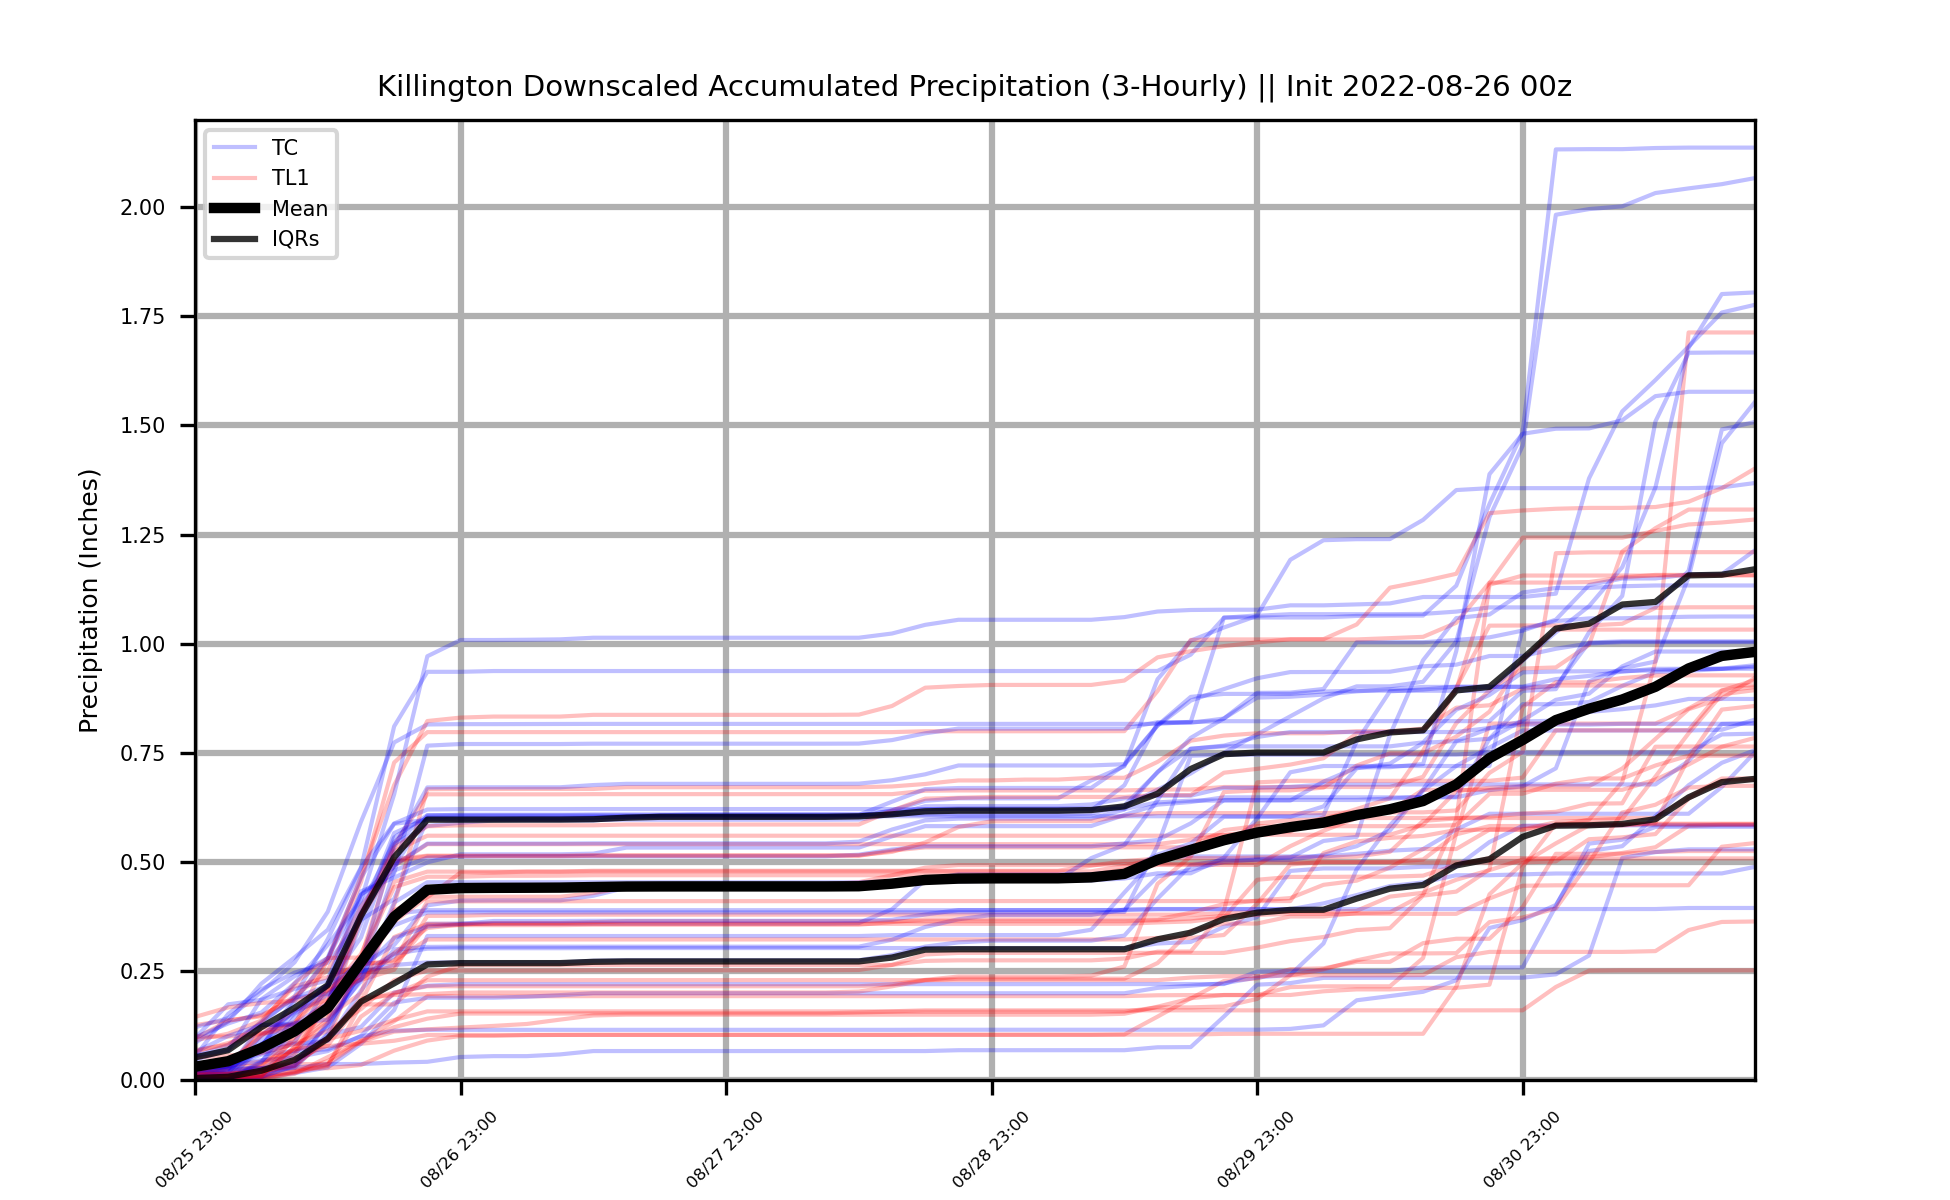 Killington Downscaled Accumulated Precipitation (3-Hourly) || Init 2022-08-26 00z
TC
TL1
Mean
IQRs
Precipitation (Inches)
2.00
1.75
1.50
1.25
1.00
0.75
0.50
0.25
0.00
08/25 23:00
08/26 23:00
08/27 23:00
08/28 23:00
08/29 23:00
08/30 23:00